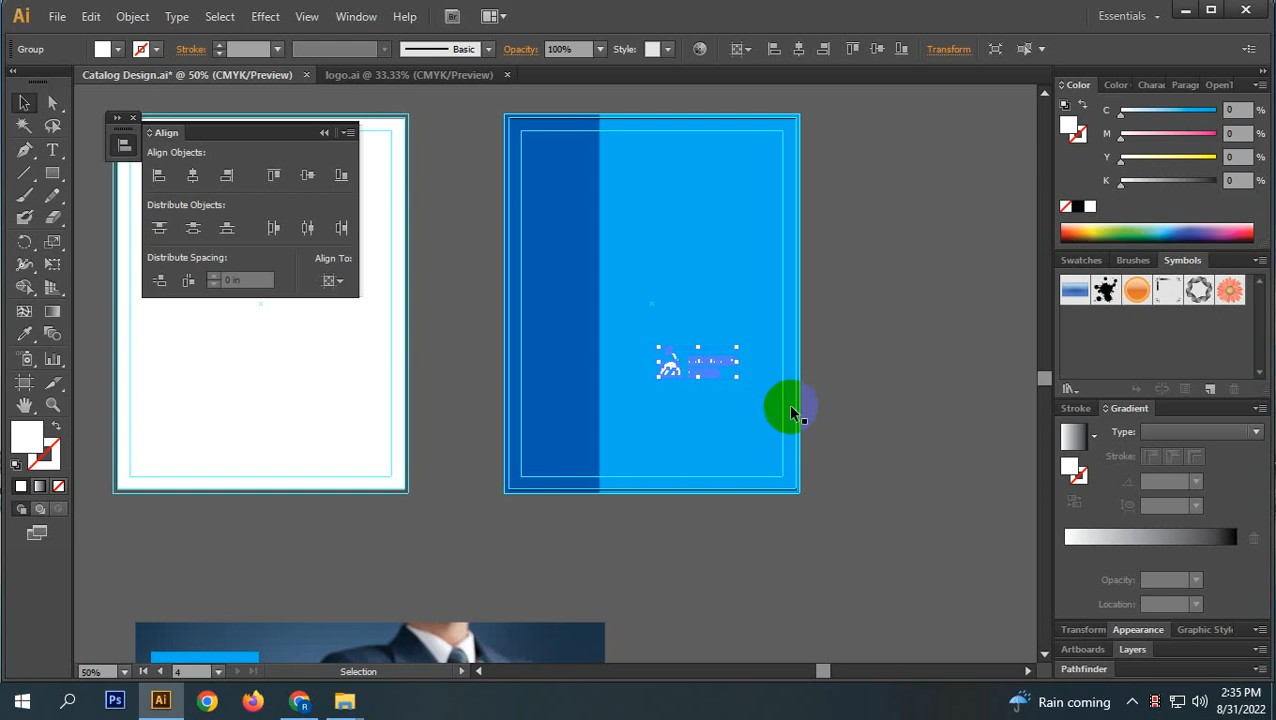 Ai File Edit Object Type Select Effect View Window Help Br Essentials
Group Stroke: Basic Opacity: 100% Style: Transform
Catalog Design.ai* @ 50% (CMYK/Preview) logo.ai @ 33.33% (CMYK/Preview)
Align
Align Objects:
Distribute Objects:
Distribute Spacing: Align To:
0 in
Color Color Charac Paragr OpenT
C 0 %
M 0 %
Y 0 %
K 0 %
Swatches Brushes Symbols
Stroke Gradient
Type:
Stroke:
Opacity:
Location:
Transform Appearance Graphic Style
Artboards Layers
Pathfinder
50% 4 Selection
Ps Ai Rain coming 2:35 PM
8/31/2022